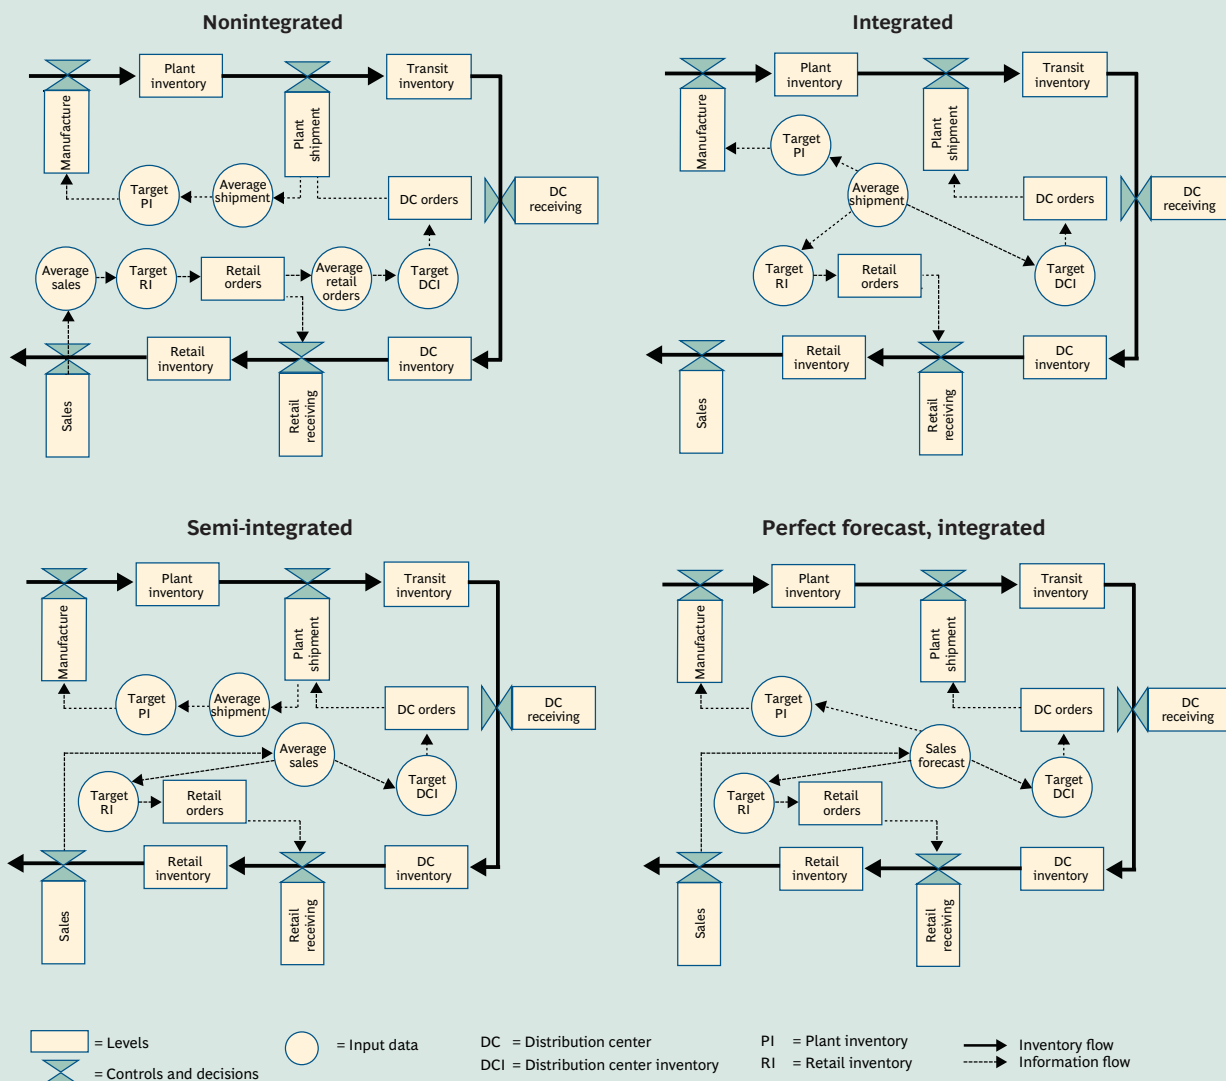 Nonintegrated
Plant
inventory
Transit
inventory
Manufacture
Plant
shipment
Target
PI
Average
shipment
DC orders
DC
receiving
Average
sales
Target
RI
Retail
orders
Average
retail
orders
Target
DCI
Retail
inventory
DC
inventory
Sales
Retail
receiving
Integrated
Plant
inventory
Transit
inventory
Manufacture
Plant
shipment
Target
PI
Average
shipment
DC orders
DC
receiving
Target
RI
Retail
orders
Target
DCI
Retail
inventory
DC
inventory
Sales
Retail
receiving
Semi-integrated
Plant
inventory
Transit
inventory
Manufacture
Plant
shipment
Target
PI
Average
shipment
DC orders
DC
receiving
Average
sales
Target
RI
Retail
orders
Target
DCI
Retail
inventory
DC
inventory
Sales
Retail
receiving
Perfect forecast, integrated
Plant
inventory
Transit
inventory
Manufacture
Plant
shipment
Target
PI
DC orders
DC
receiving
Sales
forecast
Target
RI
Retail
orders
Target
DCI
Retail
inventory
DC
inventory
Sales
Retail
receiving
= Levels
= Controls and decisions
= Input data
DC = Distribution center
DCI = Distribution center inventory
PI = Plant inventory
RI = Retail inventory
Inventory flow
Information flow